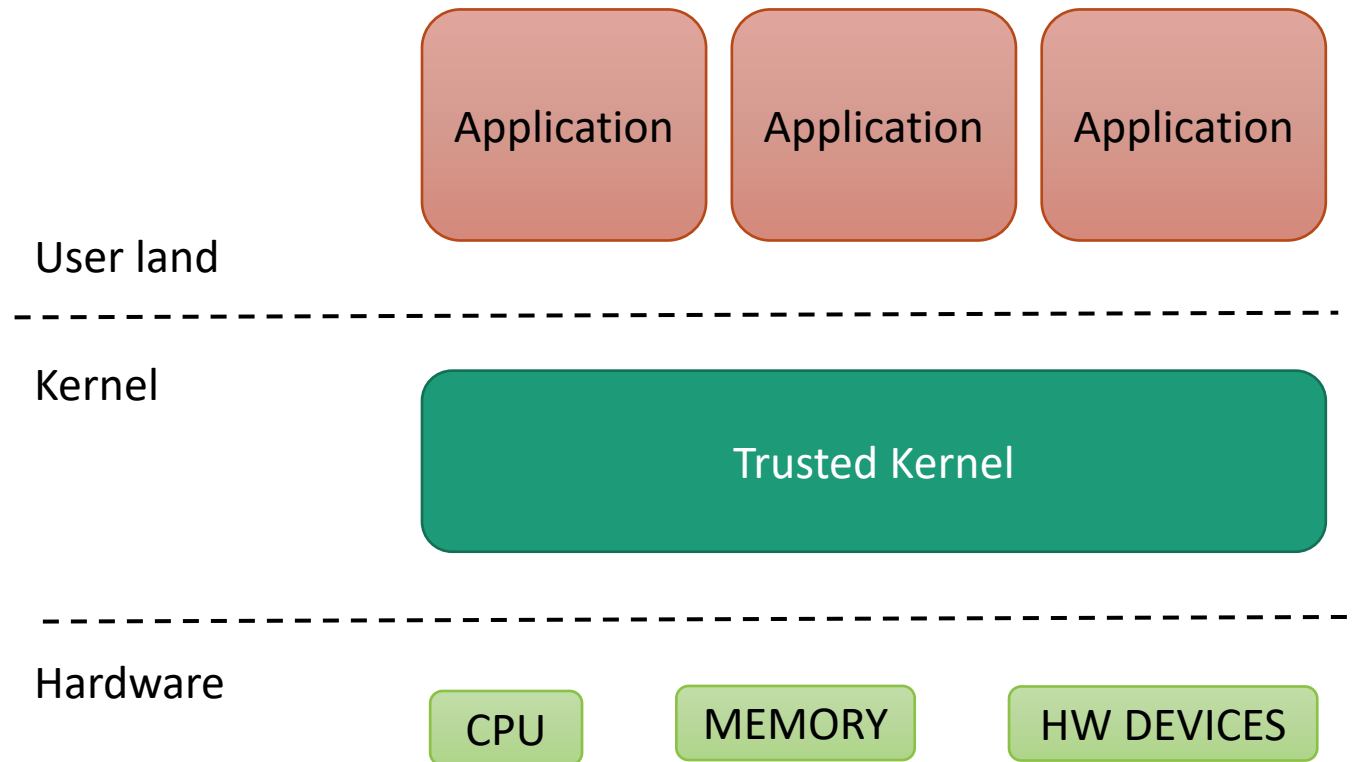 Application
Application
Application
User land
Kernel
Trusted Kernel
Hardware
CPU
MEMORY
HW DEVICES